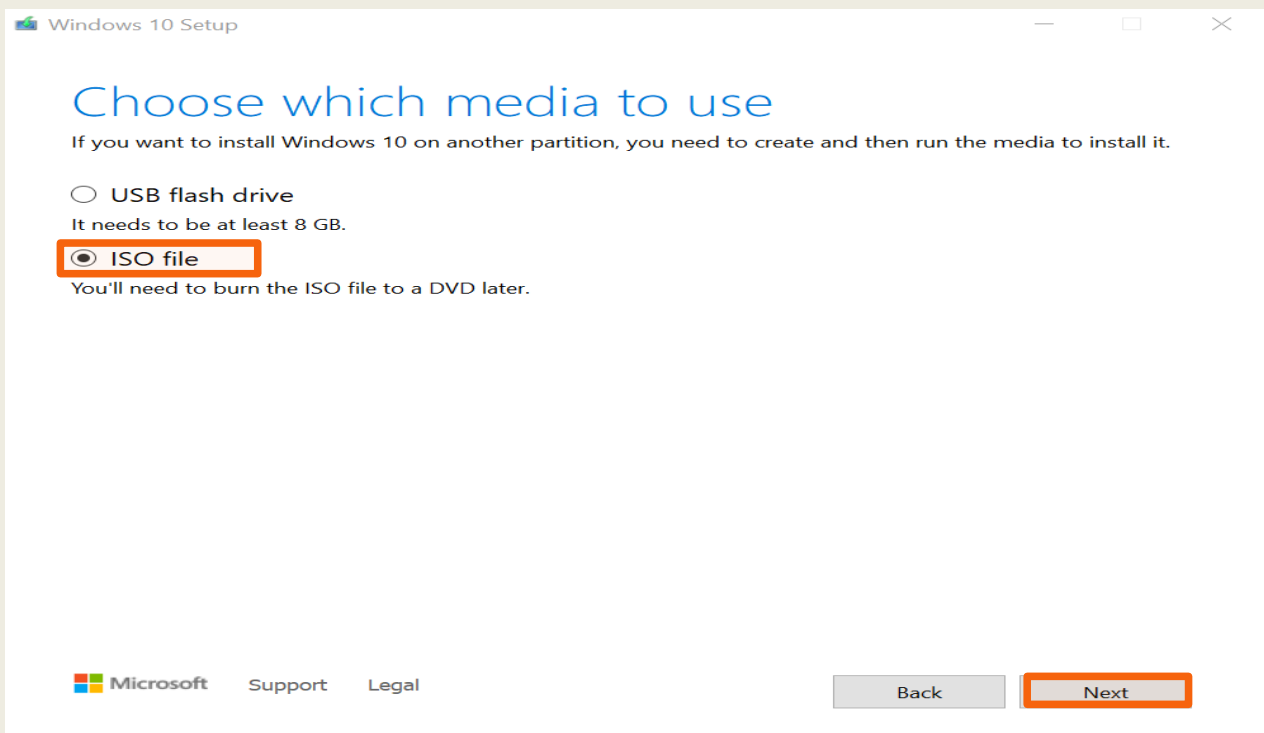 Windows 10 Setup
Choose which media to use
If you want to install Windows 10 on another partition, you need to create and then run the media to install it.
USB flash drive
It needs to be at least 8 GB.
ISO file
You'll need to burn the ISO file to a DVD later.
Microsoft Support Legal Back Next